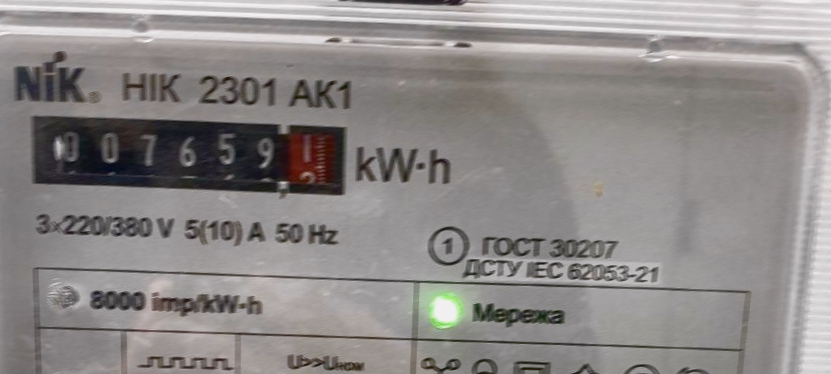 NiK® НІК 2301 АК1
007659,1 kW·h
3×220/380 V 5(10) A 50 Hz
1 ГОСТ 30207
ДСТУ IEC 62053-21
8000 imp/kW·h
Мережа
U>>Uном